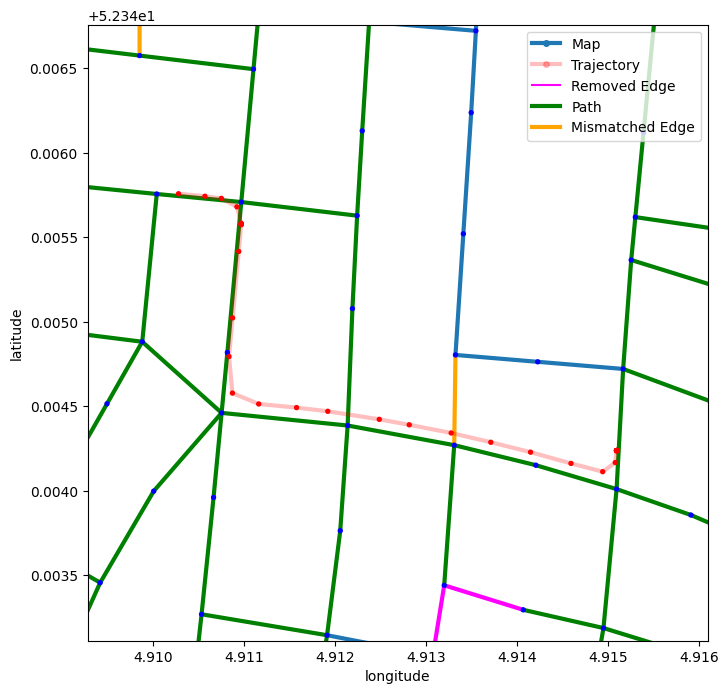 +5.234e1
Map
Trajectory
Removed Edge
Path
Mismatched Edge
0.0065
0.0060
0.0055
0.0050
0.0045
0.0040
0.0035
latitude
4.910 4.911 4.912 4.913 4.914 4.915 4.916
longitude